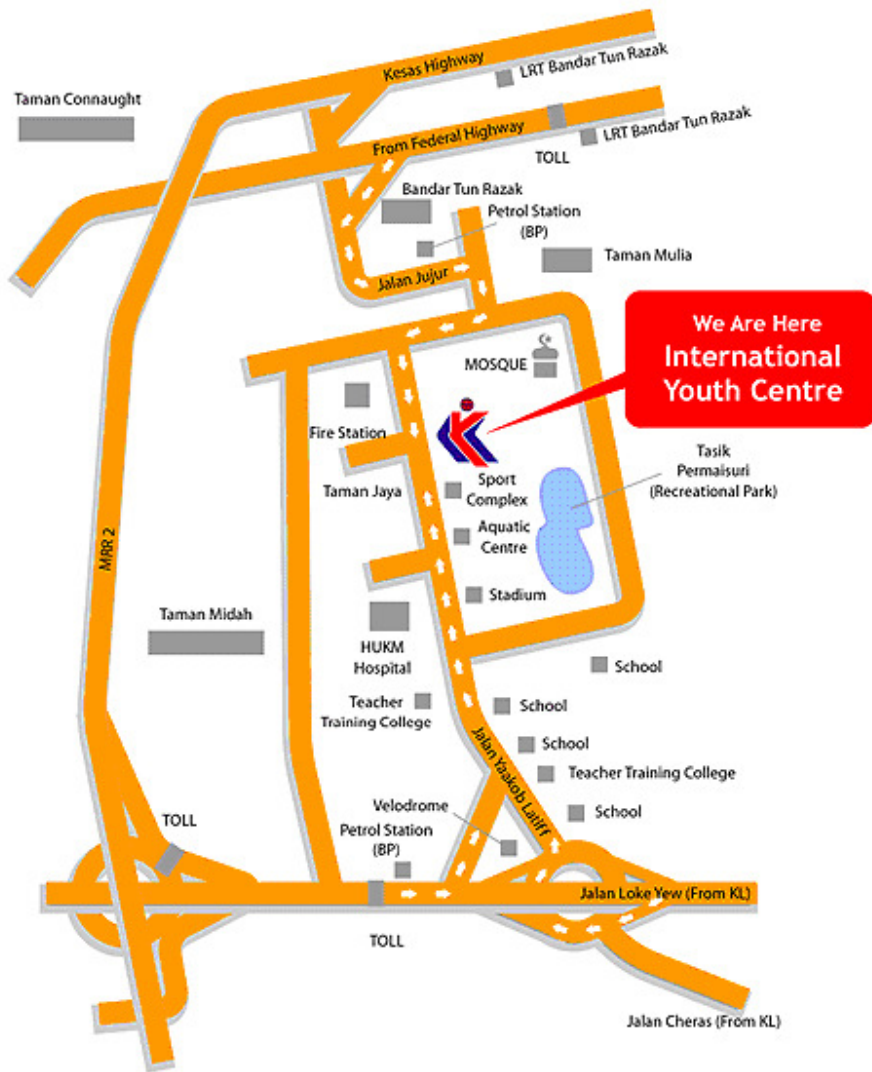 Kesas Highway
LRT Bandar Tun Razak
Taman Connaught
From Federal Highway
LRT Bandar Tun Razak
TOLL
Bandar Tun Razak
Petrol Station
(BP)
Taman Mulia
Jalan Jujur
We Are Here
International
Youth Centre
MOSQUE
Fire Station
Tasik
Permaisuri
(Recreational Park)
Taman Jaya
Sport
Complex
Aquatic
Centre
MRR 2
Stadium
Taman Midah
HUKM
Hospital
School
Teacher
Training College
School
School
Jalan Yaakob Latiff
Teacher Training College
Velodrome
School
TOLL
Petrol Station
(BP)
Jalan Loke Yew (From KL)
TOLL
Jalan Cheras (From KL)